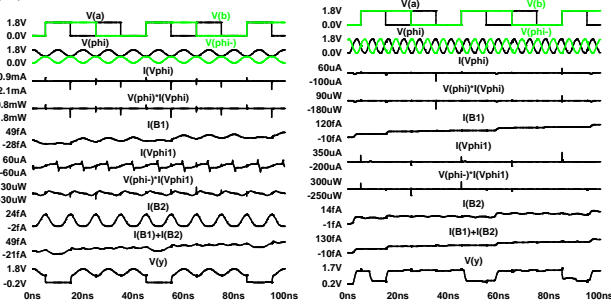 V(a) V(b)
1.8V
0.0V
V(phi) V(phi-)
1.8V
0.0V
I(Vphi)
0.9mA
2.1mA
V(phi)*I(Vphi)
0.8mW
.8mW
I(B1)
49fA
-28fA
I(Vphi1)
60uA
-60uA
V(phi-)*I(Vphi1)
30uW
30uW
I(B2)
24fA
-2fA
I(B1)+I(B2)
49fA
-21fA
V(y)
1.8V
-0.2V
0ns 20ns 40ns 60ns 80ns 100ns
V(a) V(b)
1.8V
0.0V
V(phi) V(phi-)
1.8V
0.0V
I(Vphi)
60uA
-100uA
V(phi)*I(Vphi)
90uW
-180uW
I(B1)
120fA
-10fA
I(Vphi1)
350uA
-200uA
V(phi-)*I(Vphi1)
300uW
-250uW
I(B2)
14fA
-1fA
I(B1)+I(B2)
130fA
-10fA
V(y)
1.7V
0.2V
0ns 20ns 40ns 60ns 80ns 100ns